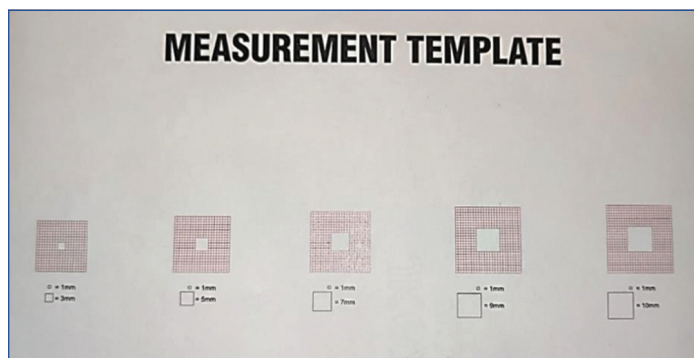 MEASUREMENT TEMPLATE
= 1mm
= 3mm
= 1mm
= 5mm
= 1mm
= 7mm
= 1mm
= 9mm
= 1mm
= 10mm